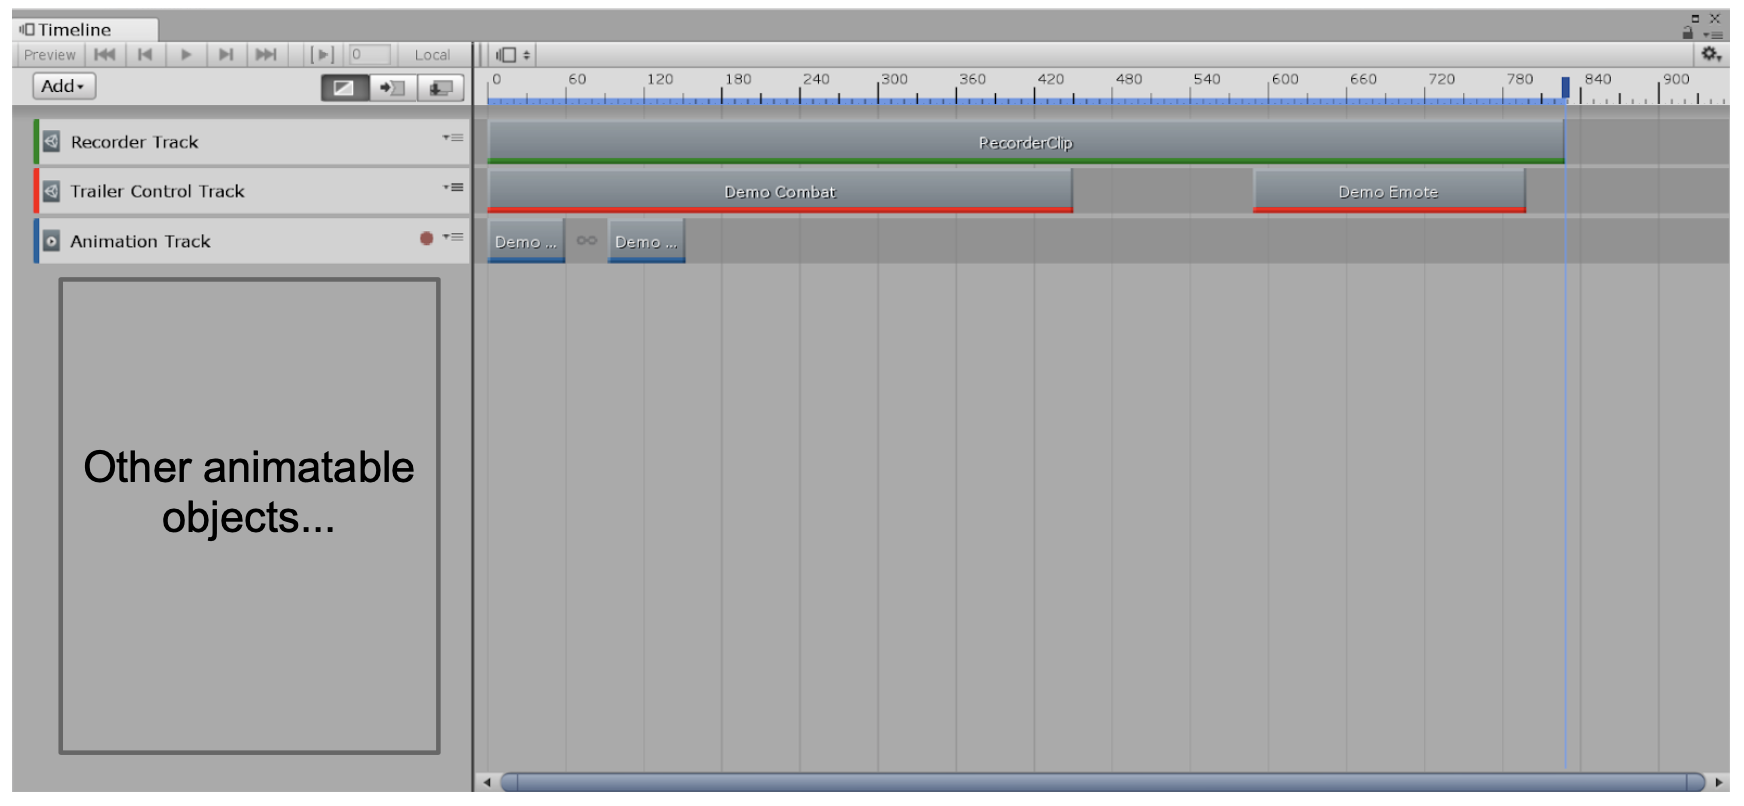 Timeline
Preview 0 Local
Add
0 60 120 180 240 300 360 420 480 540 600 660 720 780 840 900
Recorder Track RecorderClip
Trailer Control Track Demo Combat Demo Emote
Animation Track Demo ... Demo ...
Other animatable
objects...